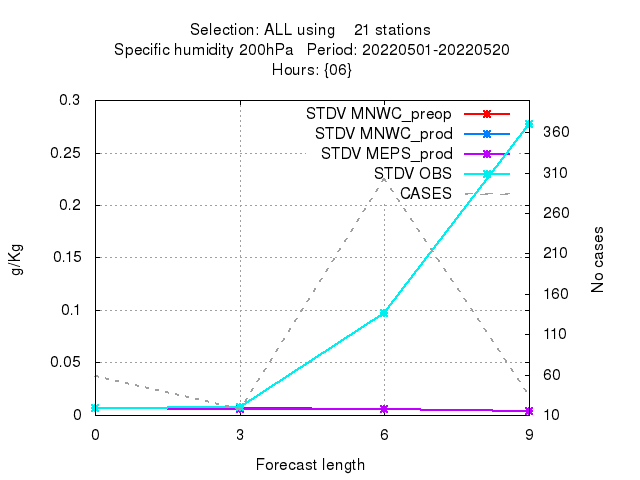 Selection: ALL using    21 stations
Specific humidity 200hPa   Period: 20220501-20220520
Hours: {06}
STDV MNWC_preop
STDV MNWC_prod
STDV MEPS_prod
STDV OBS
CASES
0.3
0.25
0.2
0.15
0.1
0.05
0
g/Kg
360
310
260
210
160
110
60
10
No cases
0 3 6 9
Forecast length